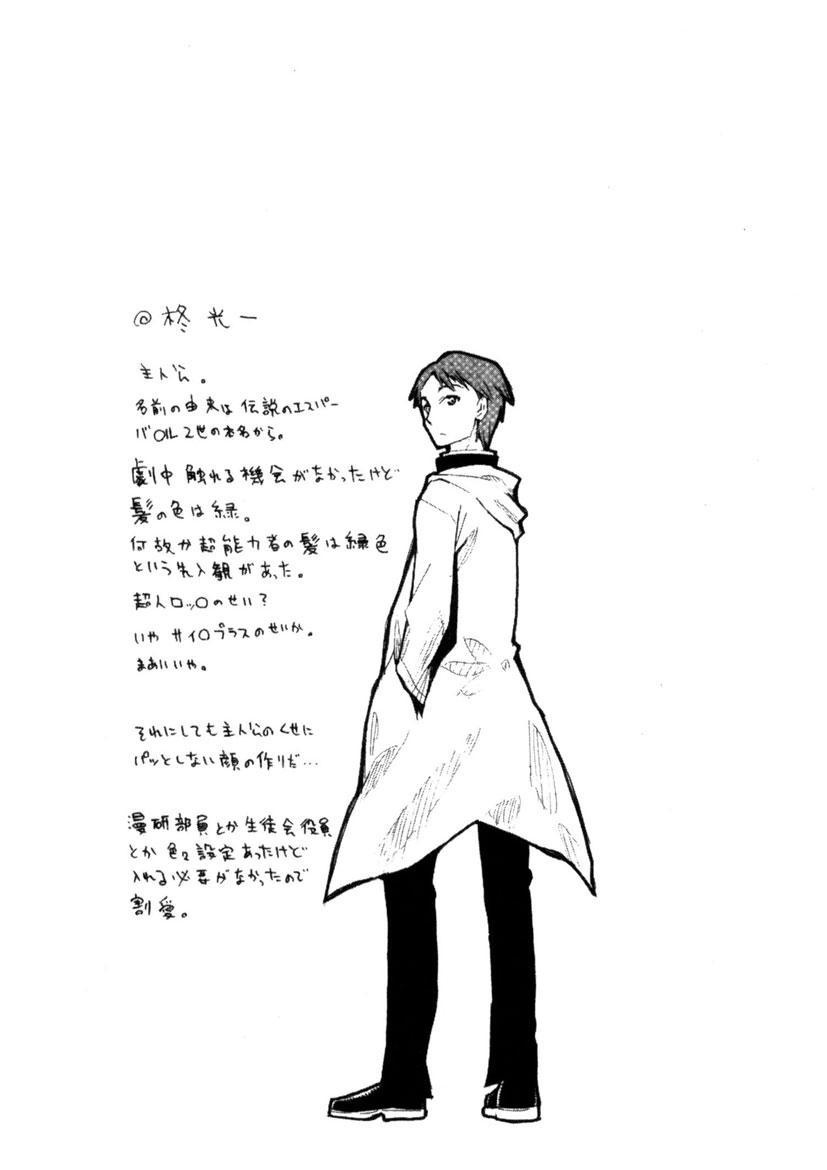 @柊光一
主人公。
名前の由来は伝説のエスパー
バOル2世の本名から。
劇中触れる機会がなかったけど
髪の色は緑。
何故か超能力者の髪は緑色
という先入観があった。
超人ロッOのせい?
いやサイOプラスのせいか。
まあいいや。
それにしても主人公のくせに
パッとしない顔の作りだ…
漫研部員とか生徒会役員
とか色々設定あったけど
入れる必要がなかったので
割愛。